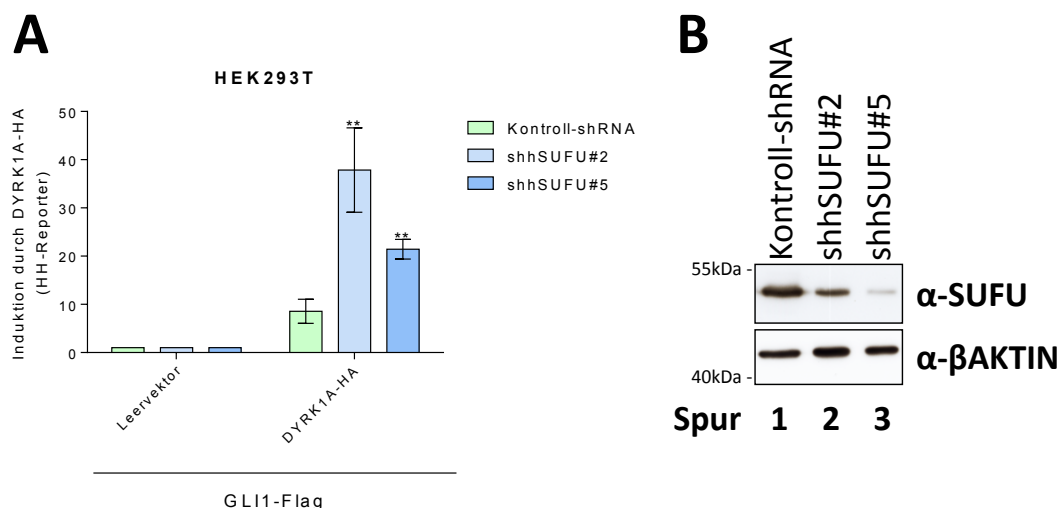 A
HEK293T
Induktion durch DYRK1A-HA
(HH-Reporter)
50
40
30
20
10
0
**
**
Leervektor
DYRK1A-HA
GLI1-Flag
Kontroll-shRNA
shhSUFU#2
shhSUFU#5
B
Kontroll-shRNA
shhSUFU#2
shhSUFU#5
55kDa -
α-SUFU
α-βAKTIN
40kDa -
Spur 1 2 3